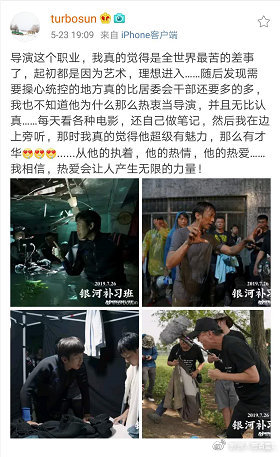 turbosun
5-23 19:09 来自 iPhone客户端
导演这个职业，我真的觉得是全世界最苦的差事
了，起初都是因为艺术，理想进入……随后发现需
要操心统控的地方真的比居委会干部还要多的多，
我也不知道他为什么那么热衷当导演，并且无比认
真……每天看各种电影，还自己做笔记，然后我在边
上旁听，那时我真的觉得他超级有魅力，那么有才
华😍😍😍......从他的执着，他的热情，他的热爱……
我相信，热爱会让人产生无限的力量！
2019.7.26
银河补习班
2019.7.26
银河补习班
2019.7.26
银河补习班
2019.7.26
银河补习班